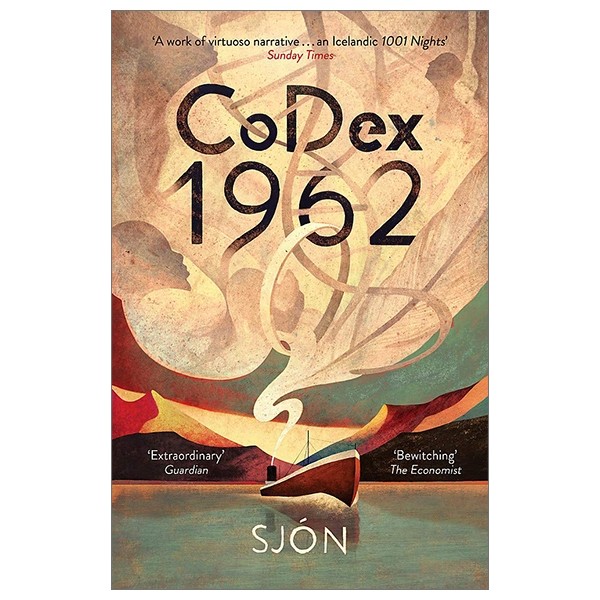 ‘A work of virtuoso narrative...an Icelandic 1001 Nights’
Sunday Times
CoDex
1962
‘Extraordinary’
Guardian
‘Bewitching’
The Economist
SJÓN